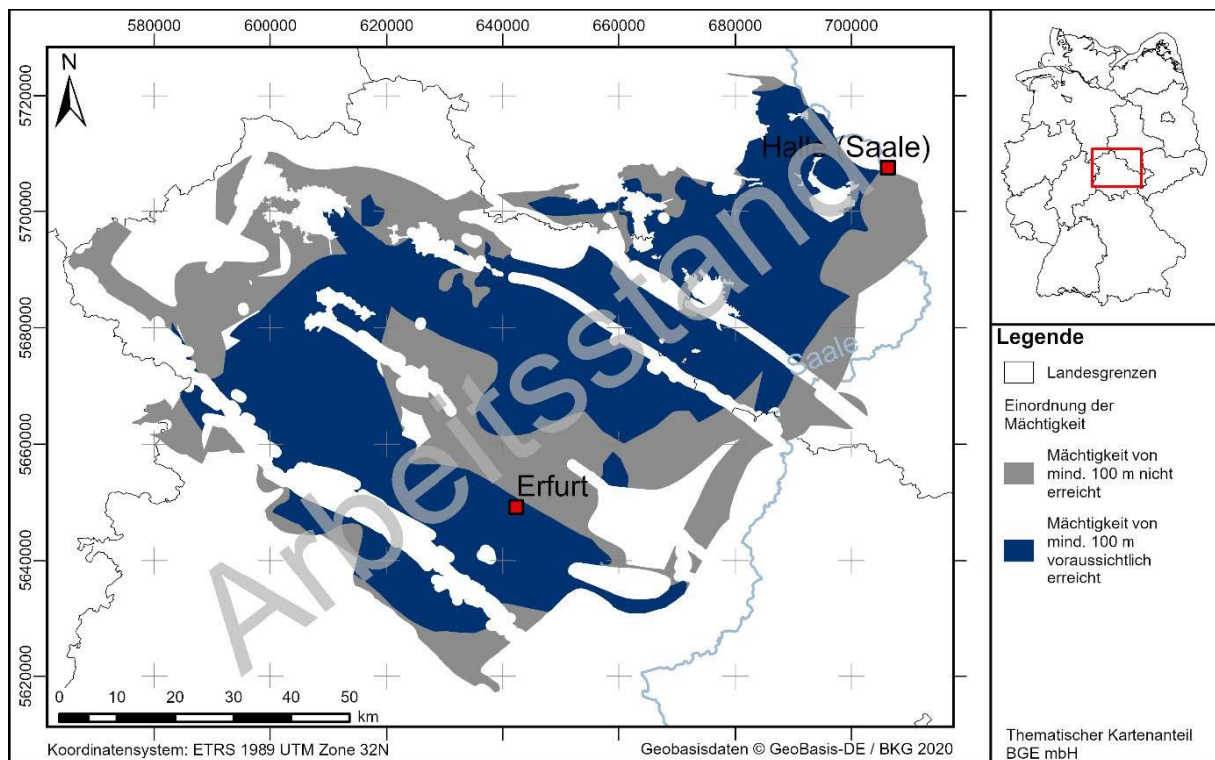 580000 600000 620000 640000 660000 680000 700000
N
5720000
5700000
5680000
5660000
5640000
5620000
Halle (Saale)
Saale
Erfurt
Arbeitsstand
0 10 20 30 40 50
km
Koordinatensystem: ETRS 1989 UTM Zone 32N
Geobasisdaten © GeoBasis-DE / BKG 2020
Legende
Landesgrenzen
Einordnung der
Mächtigkeit
Mächtigkeit von
mind. 100 m nicht
erreicht
Mächtigkeit von
mind. 100 m
voraussichtlich
erreicht
Thematischer Kartenanteil
BGE mbH